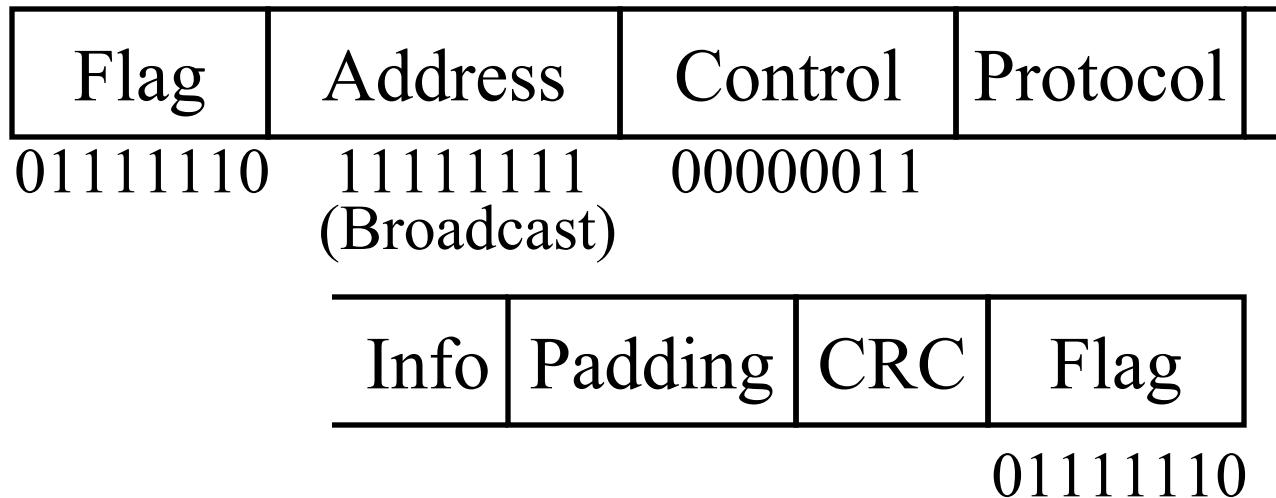 Flag Address Control Protocol
01111110 11111111 00000011
(Broadcast)
Info Padding CRC Flag
01111110